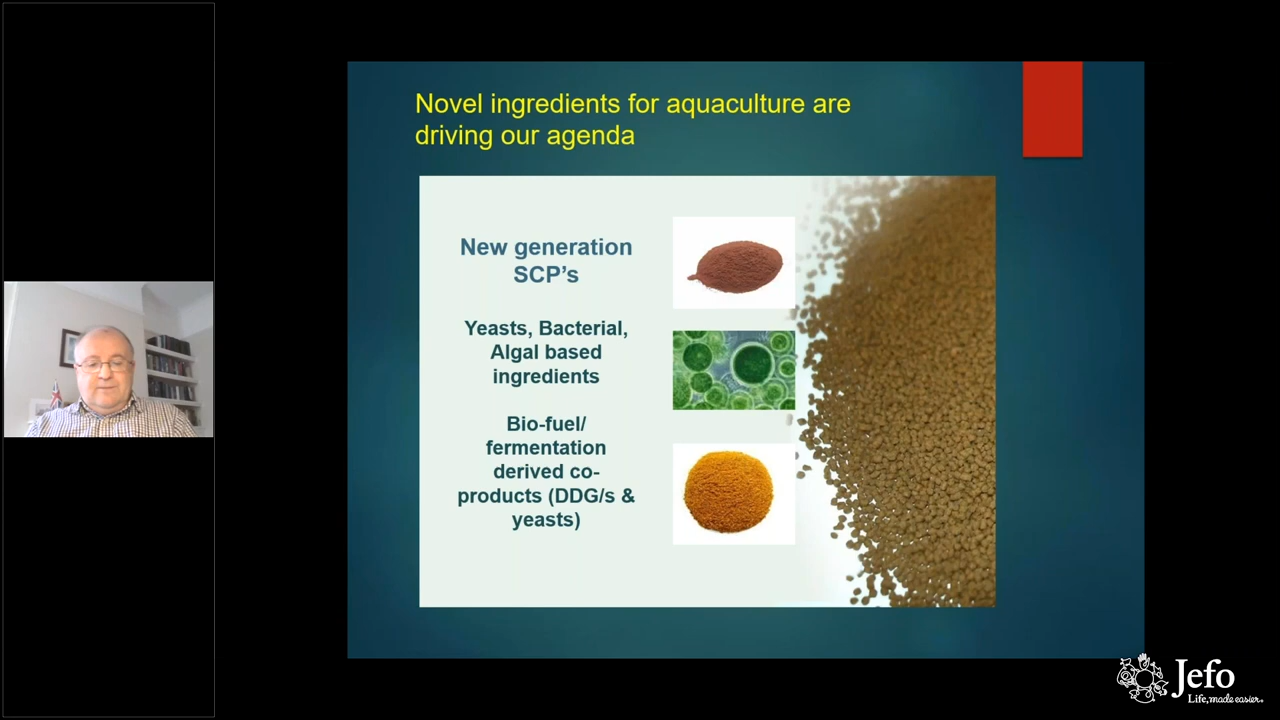 Novel ingredients for aquaculture are
driving our agenda
New generation
SCP’s
Yeasts, Bacterial,
Algal based
ingredients
Bio-fuel/
fermentation
derived co-
products (DDG/s &
yeasts)
Jefo
Life, made easier.